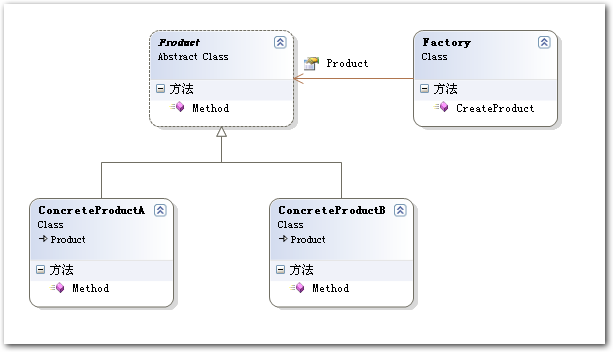 Product
Abstract Class
方法
Method
Product
Factory
Class
方法
CreateProduct
ConcreteProductA
Class
Product
方法
Method
ConcreteProductB
Class
Product
方法
Method